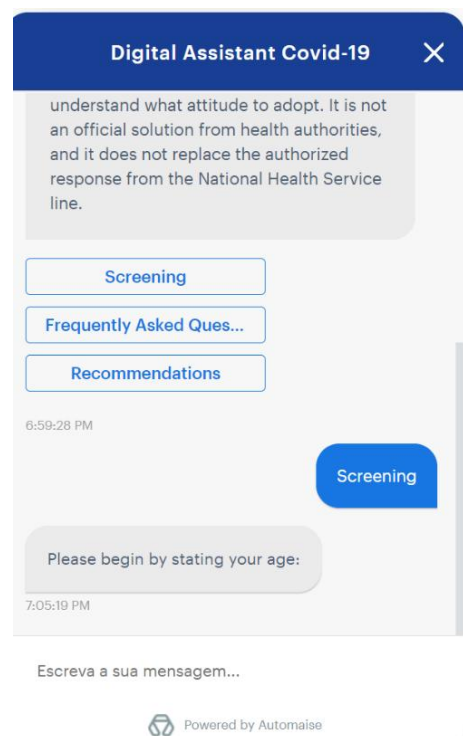 Digital Assistant Covid-19
understand what attitude to adopt. It is not
an official solution from health authorities,
and it does not replace the authorized
response from the National Health Service
line.
Screening
Frequently Asked Ques...
Recommendations
6:59:28 PM
Screening
Please begin by stating your age:
7:05:19 PM
Escreva a sua mensagem...
Powered by Automaise